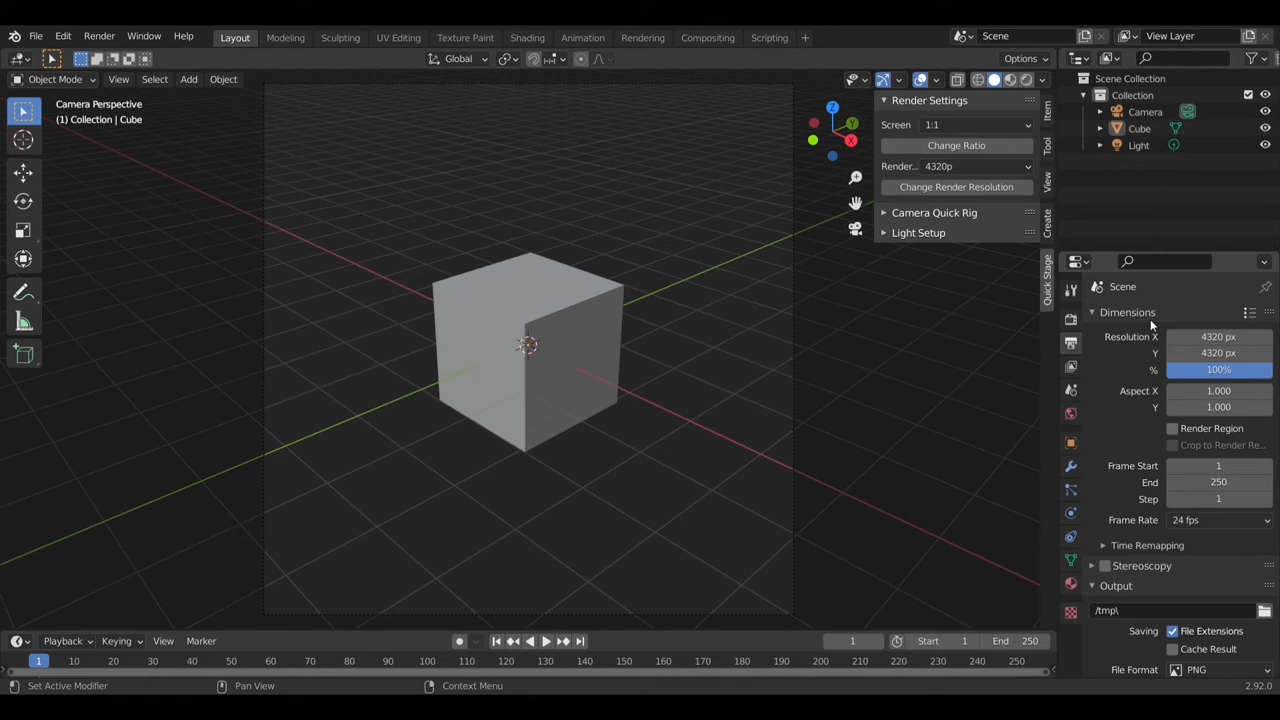 File Edit Render Window Help Layout Modeling Sculpting UV Editing Texture Paint Shading Animation Rendering Compositing Scripting + Scene View Layer
Global Options
Object Mode View Select Add Object
Camera Perspective
(1) Collection | Cube
Z
Y
X
Render Settings
Screen 1:1
Change Ratio
Render... 4320p
Change Render Resolution
Camera Quick Rig
Light Setup
Item
Tool
View
Create
Quick Stage
Scene Collection
Collection
Camera
Cube
Light
Scene
Dimensions
Resolution X 4320 px
Y 4320 px
% 100%
Aspect X 1.000
Y 1.000
Render Region
Crop to Render Re...
Frame Start 1
End 250
Step 1
Frame Rate 24 fps
Time Remapping
Stereoscopy
Output
/tmp\
Saving File Extensions
Cache Result
File Format PNG
Playback Keying View Marker 1 Start 1 End 250
1 10 20 30 40 50 60 70 80 90 100 110 120 130 140 150 160 170 180 190 200 210 220 230 240 250
Set Active Modifier Pan View Context Menu 2.92.0